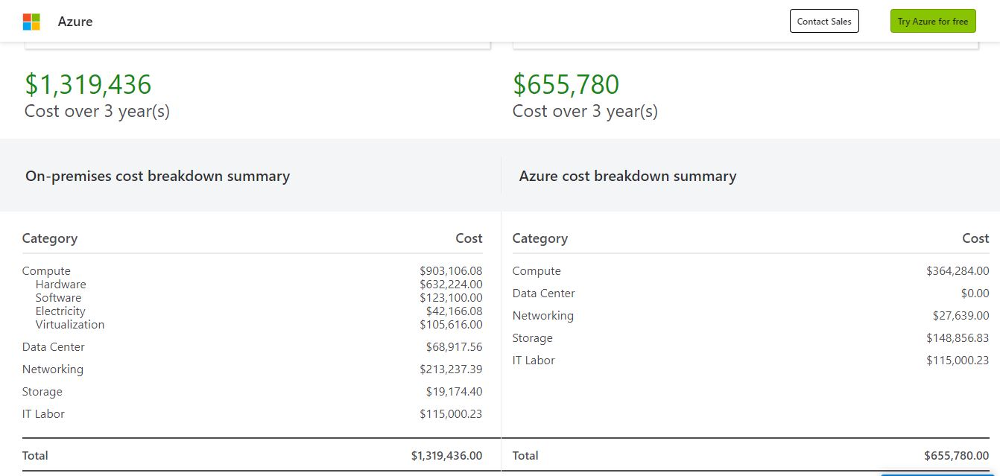 Azure
Contact Sales
Try Azure for free
$1,319,436
Cost over 3 year(s)
$655,780
Cost over 3 year(s)
On-premises cost breakdown summary
Azure cost breakdown summary
Category Cost
Compute $903,106.08
Hardware $632,224.00
Software $123,100.00
Electricity $42,166.08
Virtualization $105,616.00
Data Center $68,917.56
Networking $213,237.39
Storage $19,174.40
IT Labor $115,000.23
Total $1,319,436.00
Category Cost
Compute $364,284.00
Data Center $0.00
Networking $27,639.00
Storage $148,856.83
IT Labor $115,000.23
Total $655,780.00